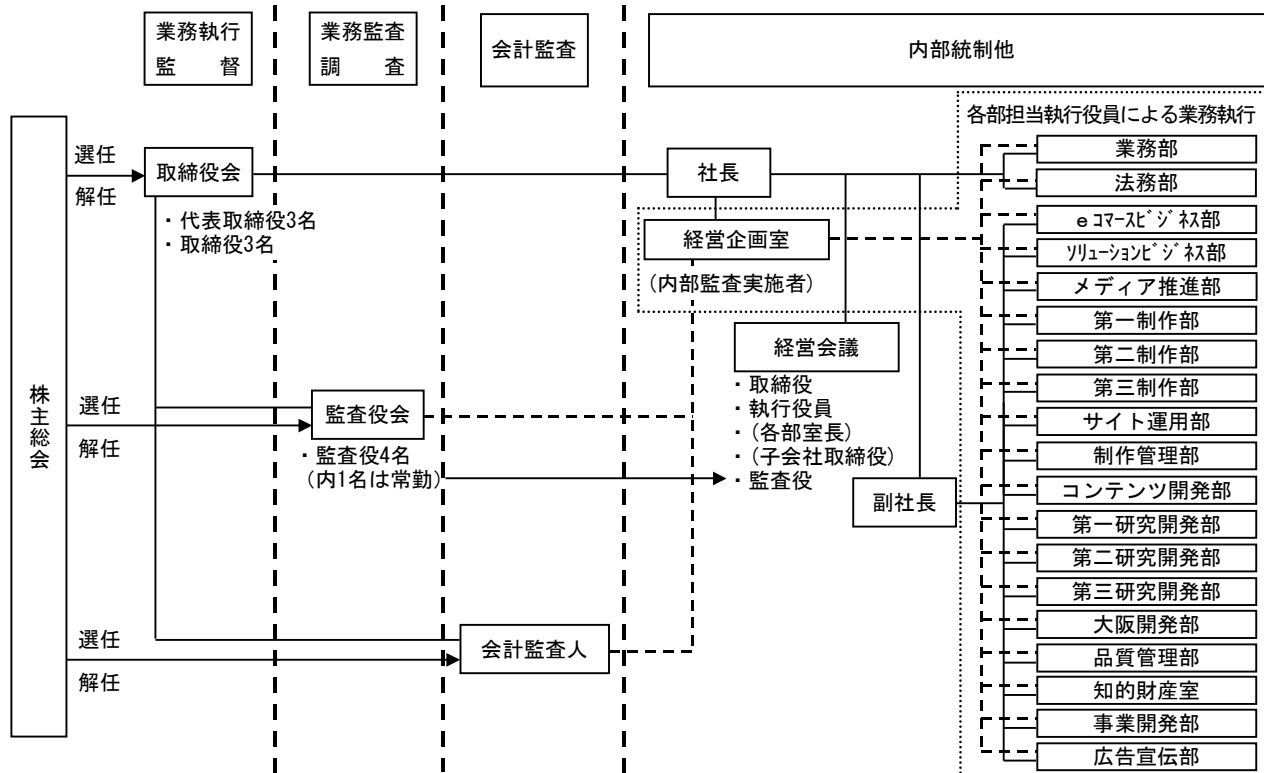 業務執行
監　　督
業務監査
調　　査
会計監査
内部統制他
株主総会
選任
解任
取締役会
・代表取締役3名
・取締役3名
選任
解任
監査役会
・監査役4名
(内1名は常勤)
選任
解任
会計監査人
社長
経営企画室
(内部監査実施者)
経営会議
・取締役
・執行役員
・(各部室長)
・(子会社取締役)
・監査役
副社長
各部担当執行役員による業務執行
業務部
法務部
eｺﾏｰｽﾋﾞｼﾞﾈｽ部
ｿﾘｭｰｼｮﾝﾋﾞｼﾞﾈｽ部
メディア推進部
第一制作部
第二制作部
第三制作部
サイト運用部
制作管理部
コンテンツ開発部
第一研究開発部
第二研究開発部
第三研究開発部
大阪開発部
品質管理部
知的財産室
事業開発部
広告宣伝部